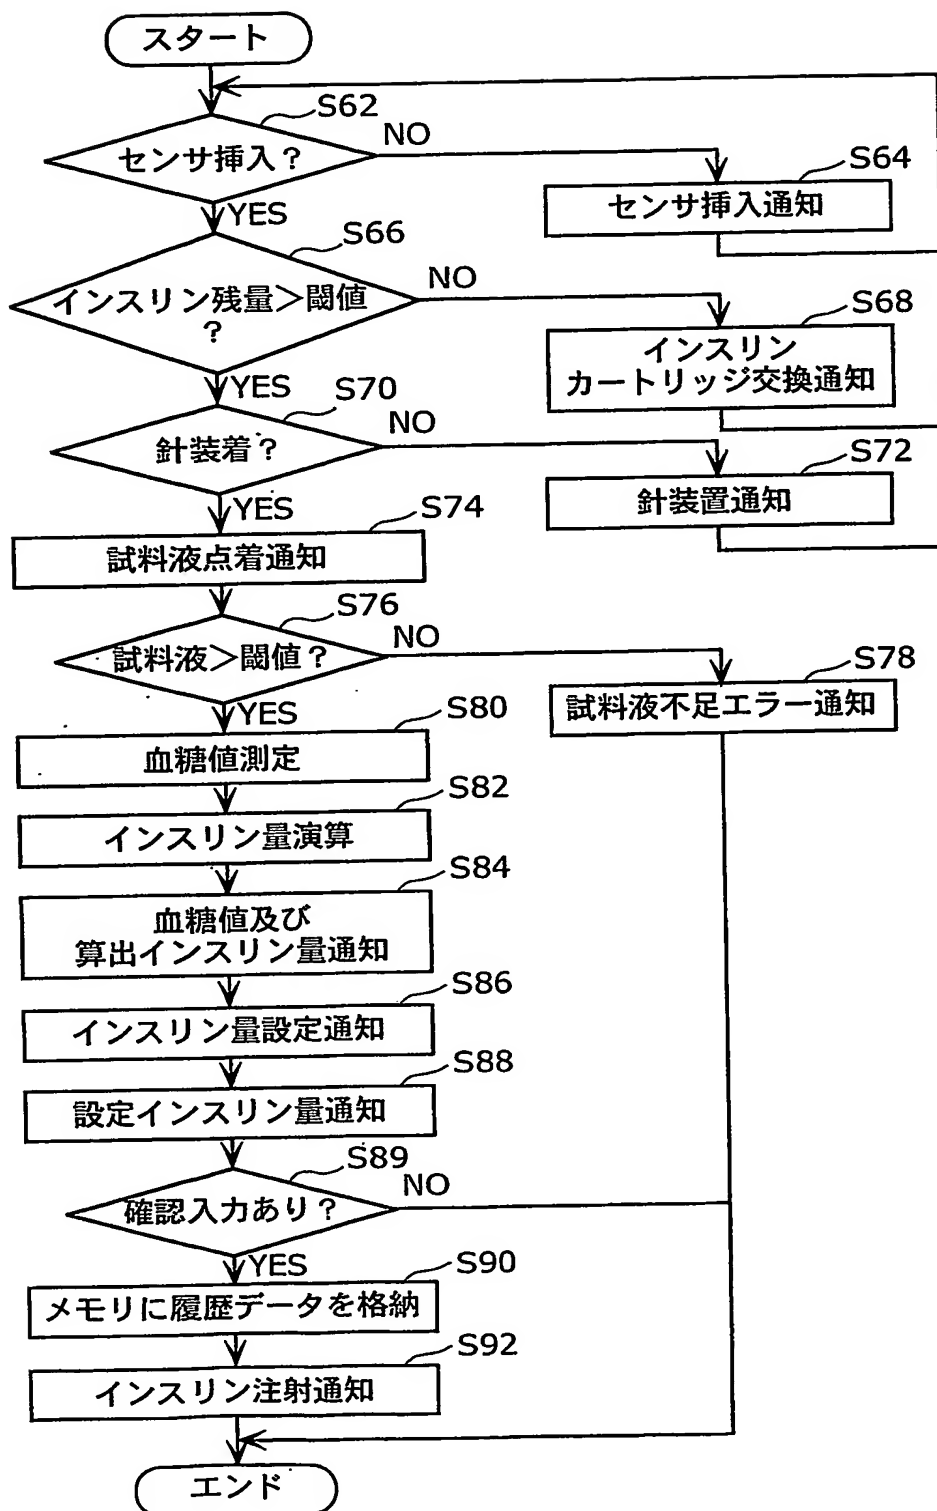 スタート
S62
センサ挿入?
NO
S64
センサ挿入通知
YES
S66
インスリン残量>閾値
?
NO
S68
インスリン
カートリッジ交換通知
YES
S70
針装着?
NO
S72
針装置通知
YES
S74
試料液点着通知
S76
試料液>閾値?
NO
S78
試料液不足エラー通知
YES
S80
血糖値測定
S82
インスリン量演算
S84
血糖値及び
算出インスリン量通知
S86
インスリン量設定通知
S88
設定インスリン量通知
S89
確認入力あり?
NO
YES
S90
メモリに履歴データを格納
S92
インスリン注射通知
エンド